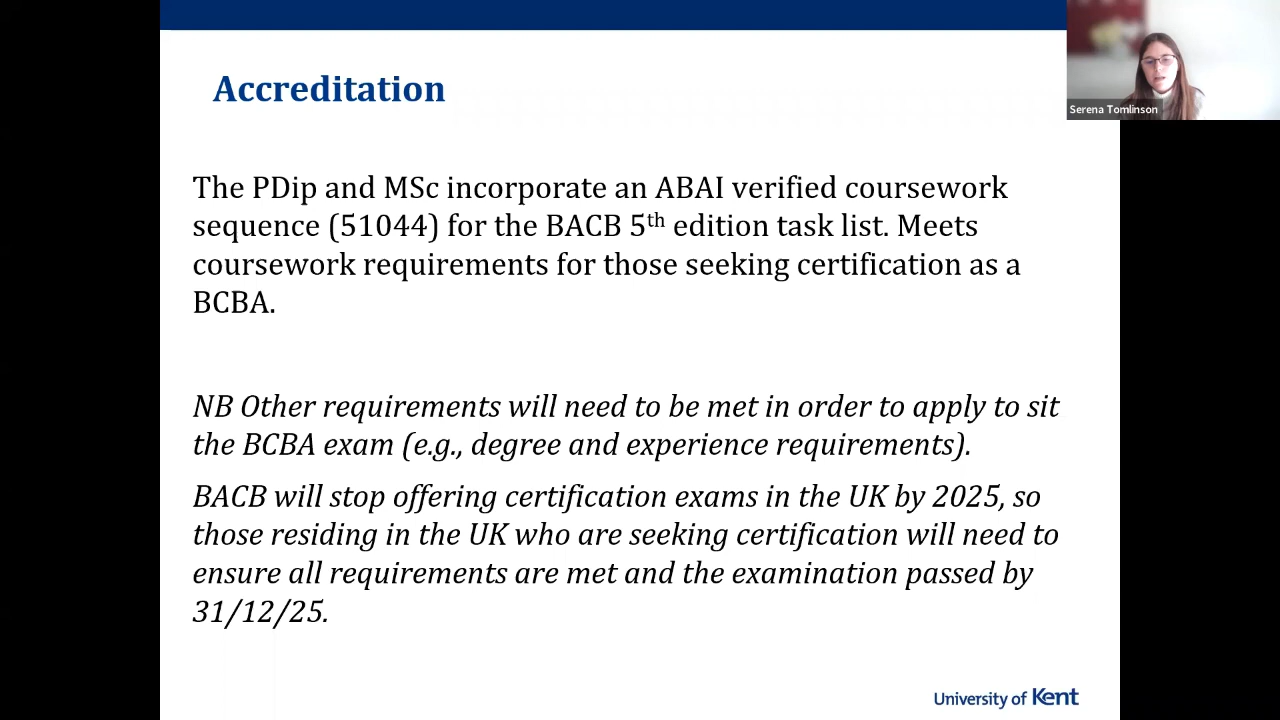 Accreditation
Serena Tomlinson
The PDip and MSc incorporate an ABAI verified coursework
sequence (51044) for the BACB 5th edition task list. Meets
coursework requirements for those seeking certification as a
BCBA.
NB Other requirements will need to be met in order to apply to sit
the BCBA exam (e.g., degree and experience requirements).
BACB will stop offering certification exams in the UK by 2025, so
those residing in the UK who are seeking certification will need to
ensure all requirements are met and the examination passed by
31/12/25.
University of Kent